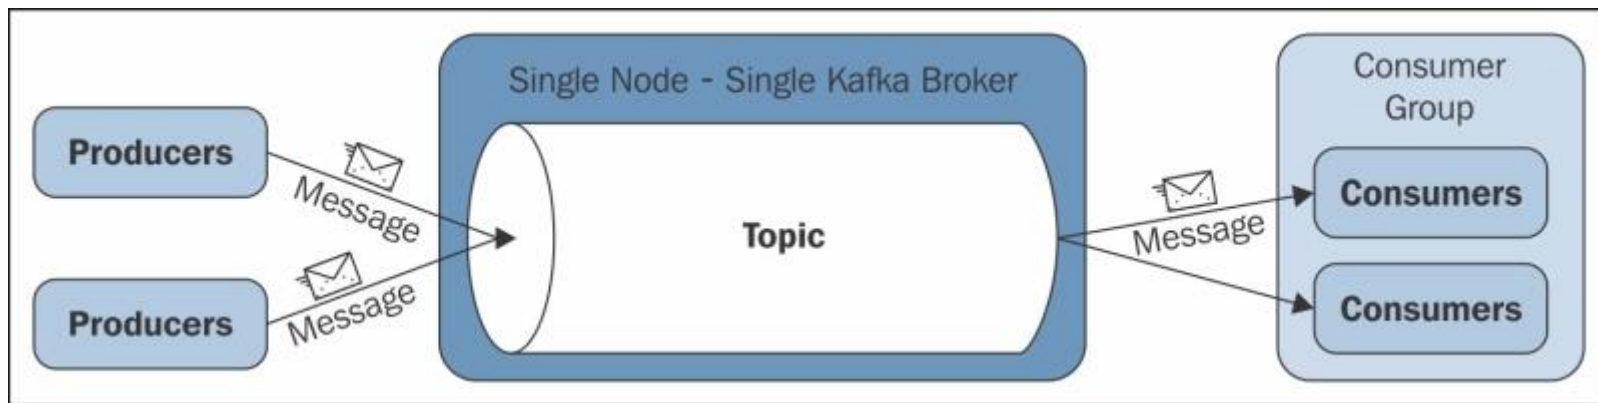 Producers
Message
Producers
Message
Single Node - Single Kafka Broker
Topic
Message
Consumer
Group
Consumers
Consumers